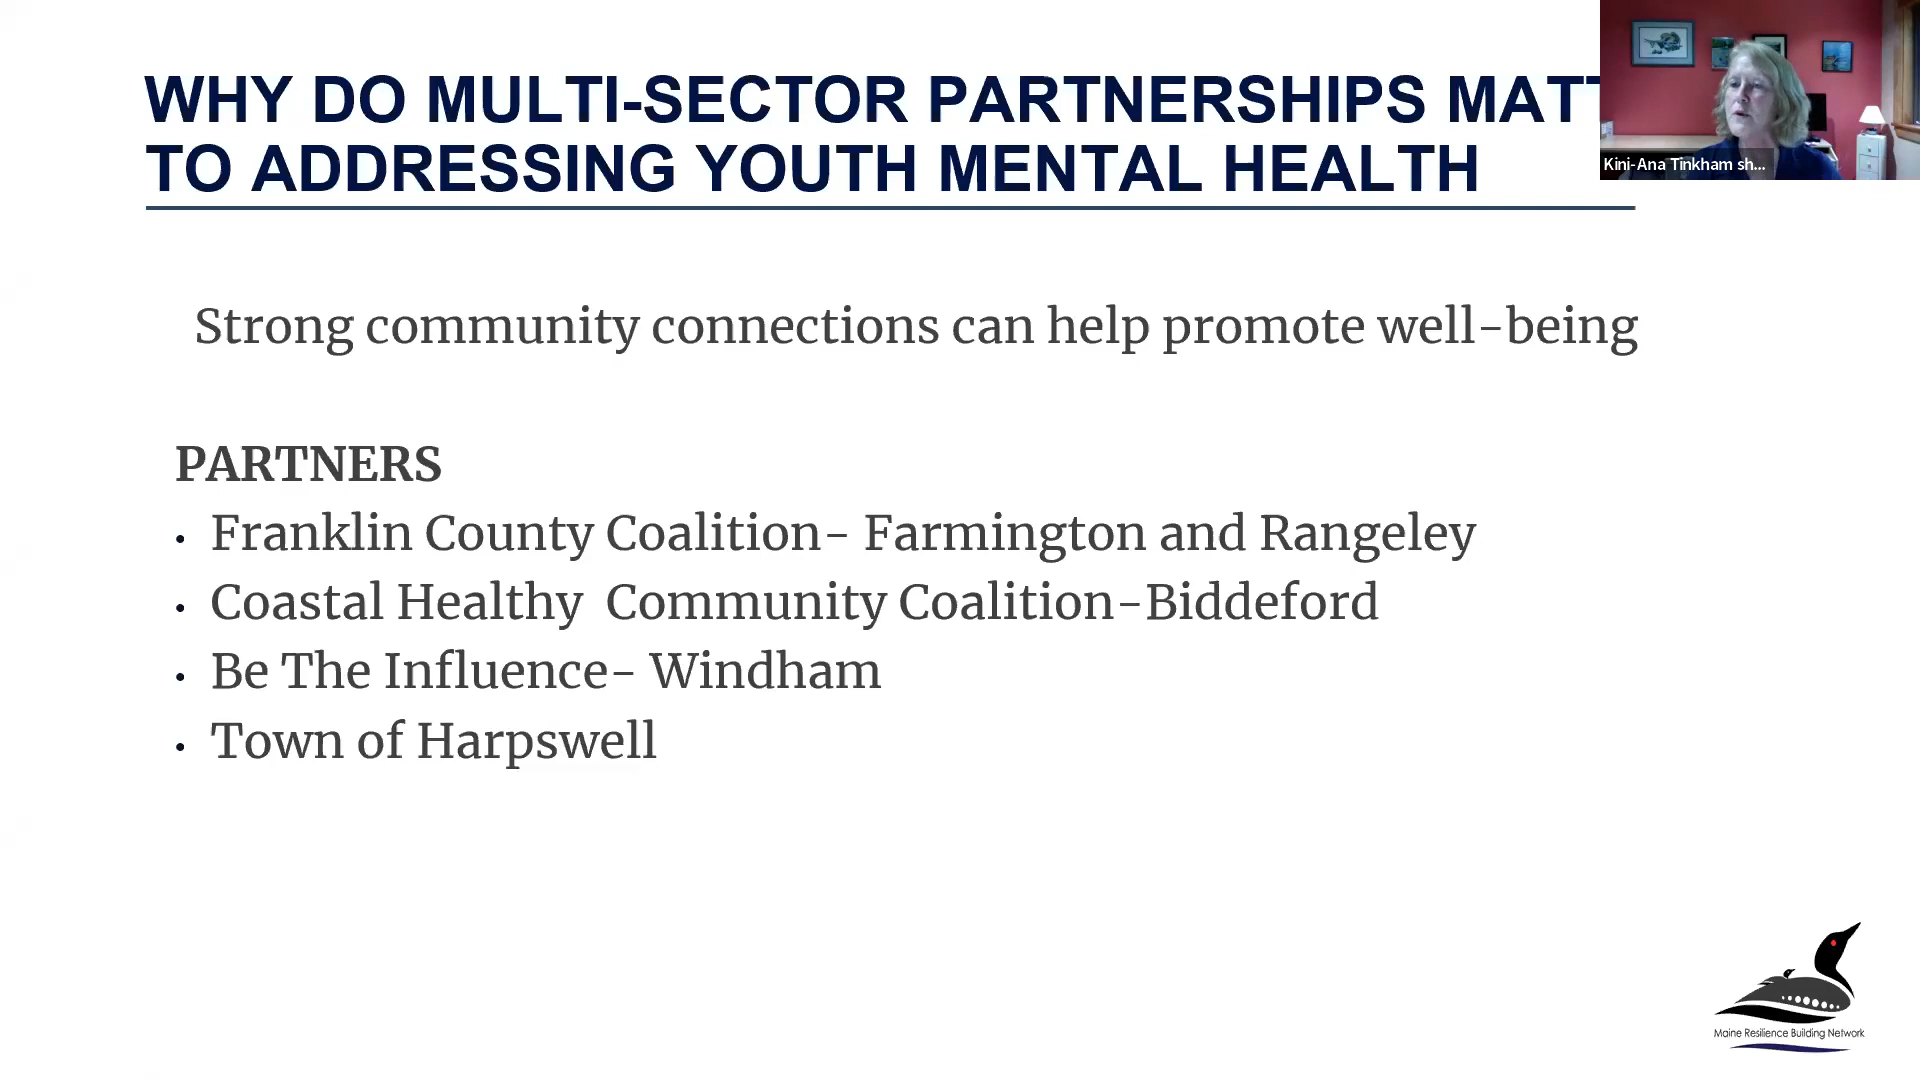 WHY DO MULTI-SECTOR PARTNERSHIPS MATT
TO ADDRESSING YOUTH MENTAL HEALTH
Kini-Ana Tinkham sh...
Strong community connections can help promote well-being
PARTNERS
• Franklin County Coalition- Farmington and Rangeley
• Coastal Healthy  Community Coalition-Biddeford
• Be The Influence- Windham
• Town of Harpswell
Maine Resilience Building Network